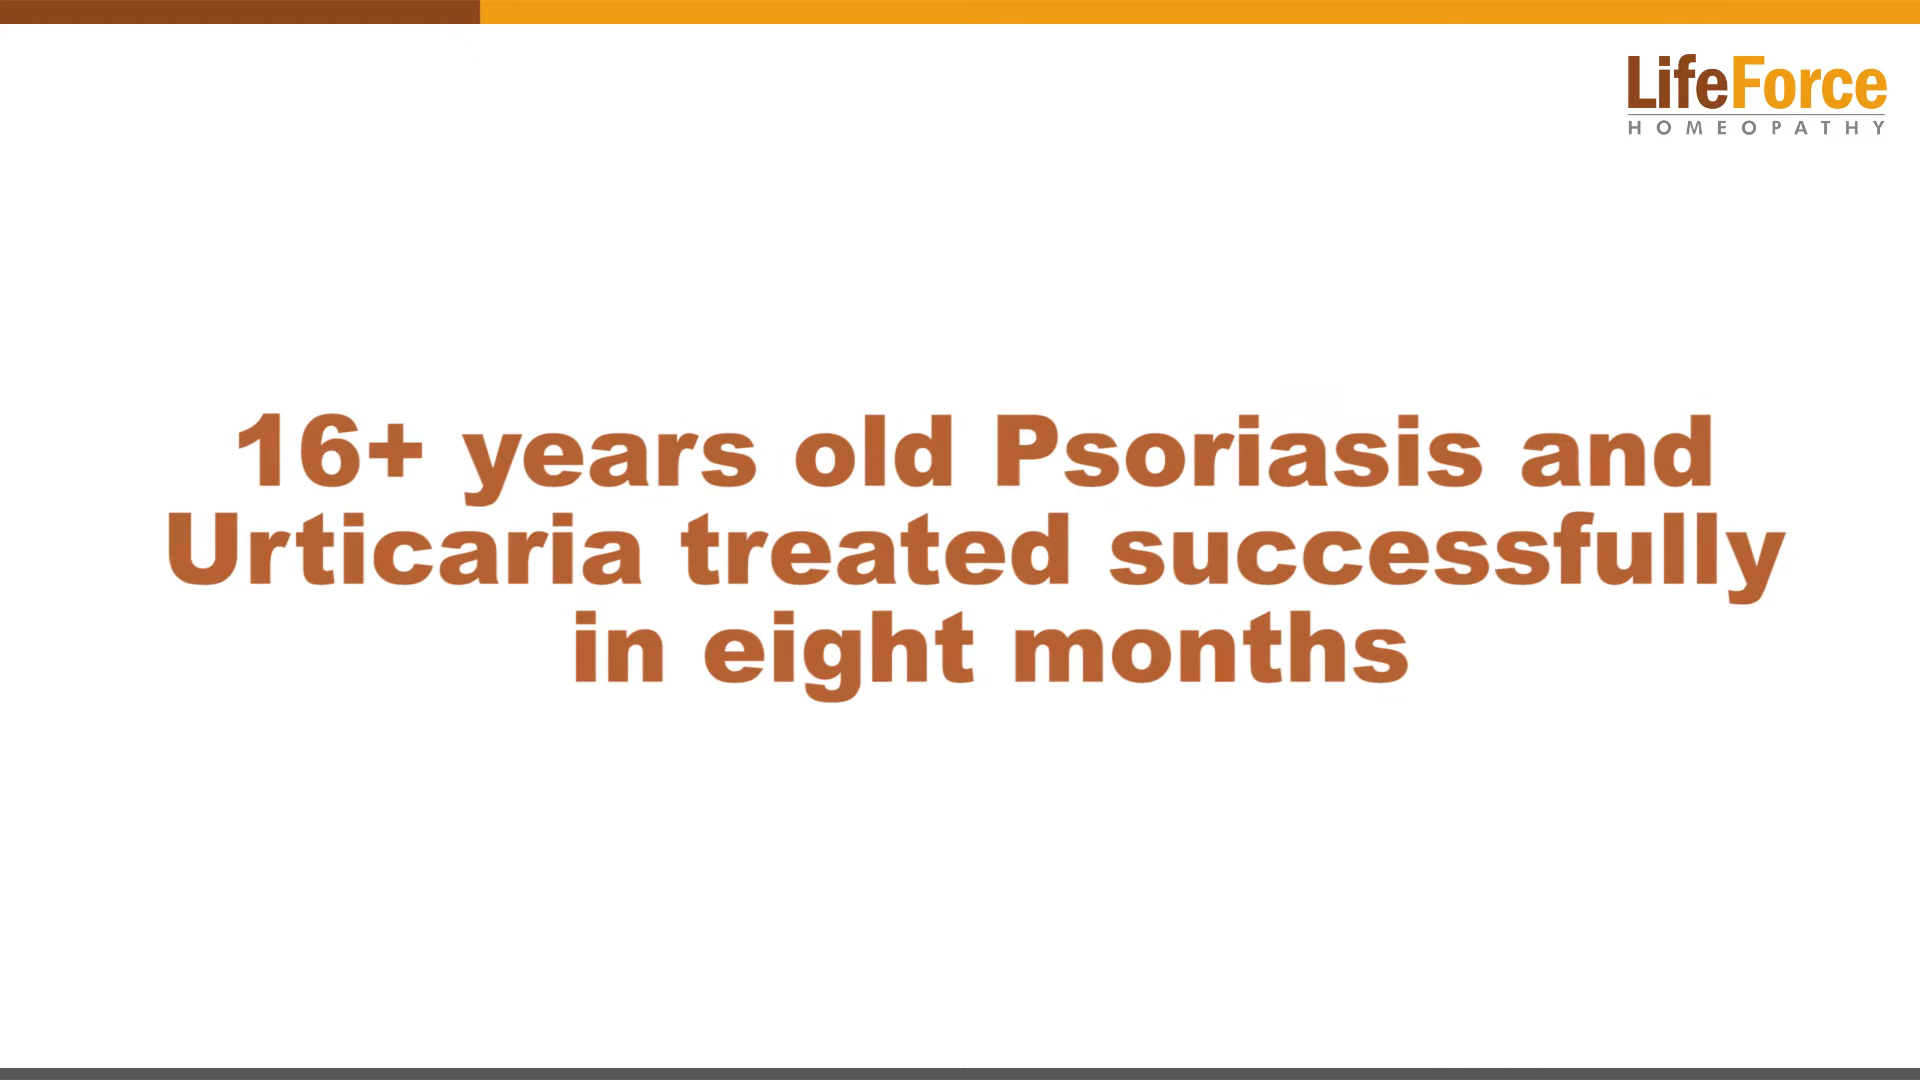 LifeForce
HOMEOPATHY
16+ years old Psoriasis and
Urticaria treated successfully
in eight months